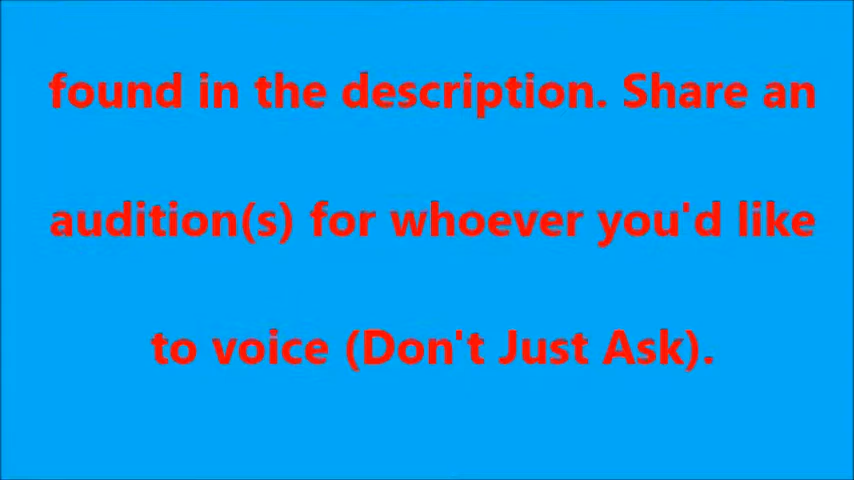 found in the description. Share an
audition(s) for whoever you'd like
to voice (Don't Just Ask).